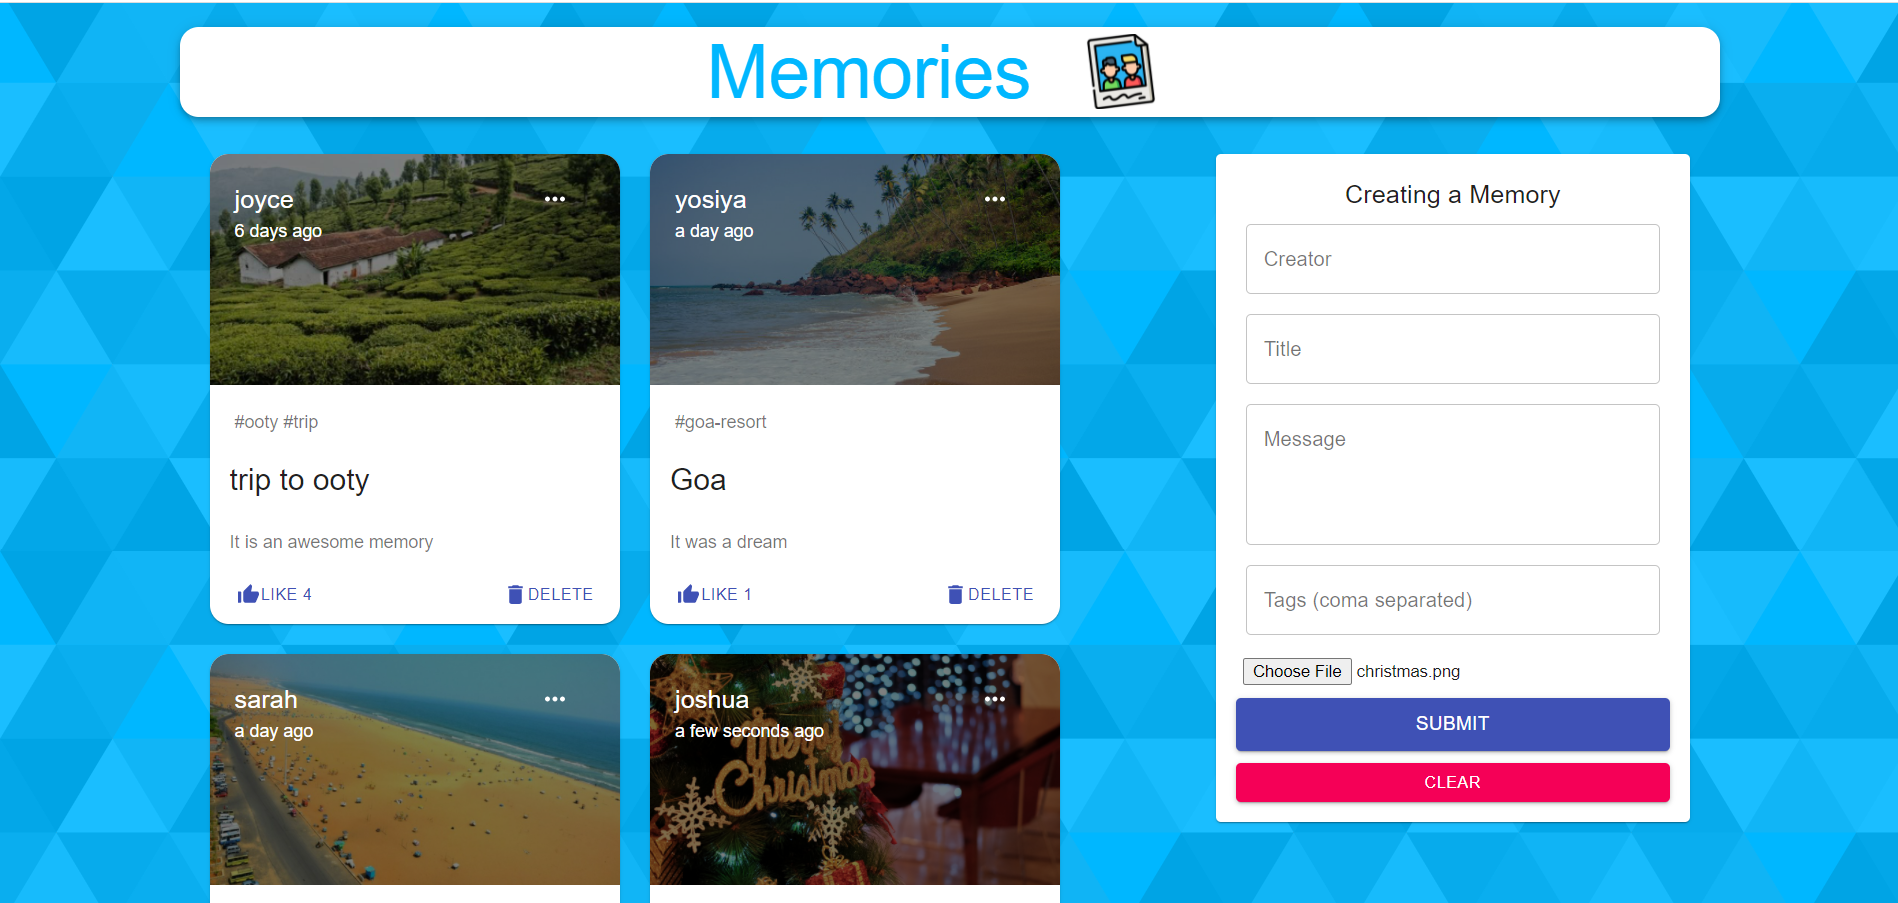 Memories
joyce
6 days ago
#ooty #trip
trip to ooty
It is an awesome memory
LIKE 4
DELETE
yosiya
a day ago
#goa-resort
Goa
It was a dream
LIKE 1
DELETE
sarah
a day ago
joshua
a few seconds ago
Merry
Christmas
Creating a Memory
Creator
Title
Message
Tags (coma separated)
Choose File christmas.png
SUBMIT
CLEAR